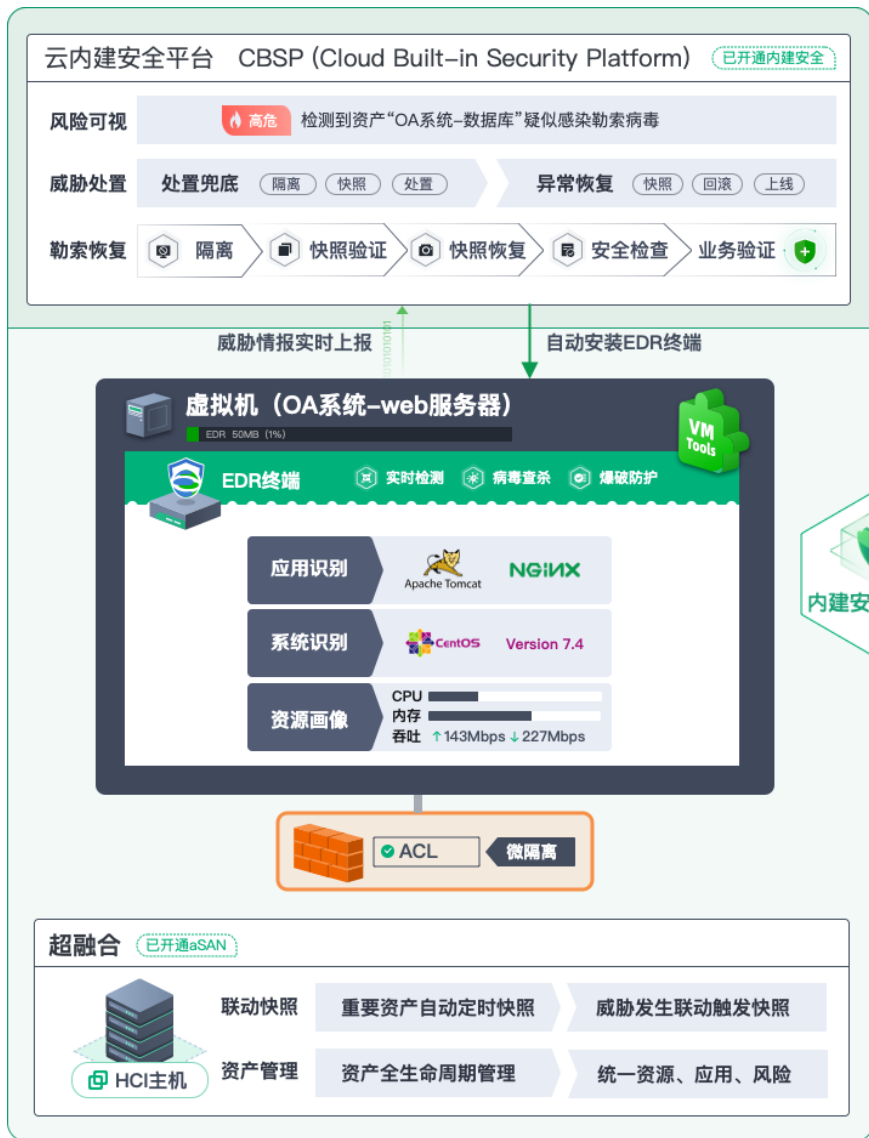 云内建安全平台 CBSP (Cloud Built-in Security Platform) 已开通内建安全
风险可视 高危 检测到资产“OA系统-数据库”疑似感染勒索病毒
威胁处置 处置兜底 隔离 快照 处置 异常恢复 快照 回滚 上线
勒索恢复 隔离 快照验证 快照恢复 安全检查 业务验证
威胁情报实时上报 自动安装EDR终端
虚拟机（OA系统-web服务器）
EDR 50MB (1%)
VM
Tools
EDR终端 实时检测 病毒查杀 爆破防护
应用识别 Apache Tomcat NGINX
系统识别 CentOS Version 7.4
内建安
资源画像
CPU
内存
吞吐 ↑143Mbps ↓227Mbps
ACL 微隔离
超融合 已开通aSAN
联动快照 重要资产自动定时快照 威胁发生联动触发快照
HCI主机
资产管理 资产全生命周期管理 统一资源、应用、风险